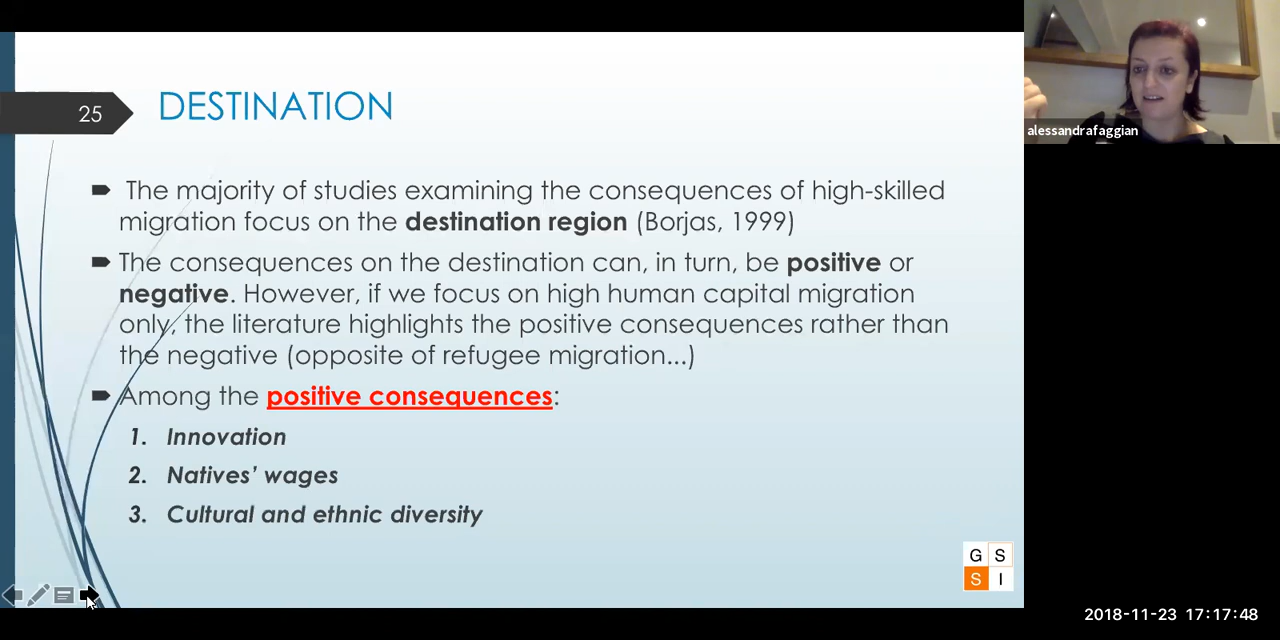 25
DESTINATION
The majority of studies examining the consequences of high-skilled
migration focus on the destination region (Borjas, 1999)
The consequences on the destination can, in turn, be positive or
negative. However, if we focus on high human capital migration
only, the literature highlights the positive consequences rather than
the negative (opposite of refugee migration...)
Among the positive consequences:
1. Innovation
2. Natives’ wages
3. Cultural and ethnic diversity
G S
S I
alessandrafaggian
2018-11-23 17:17:48